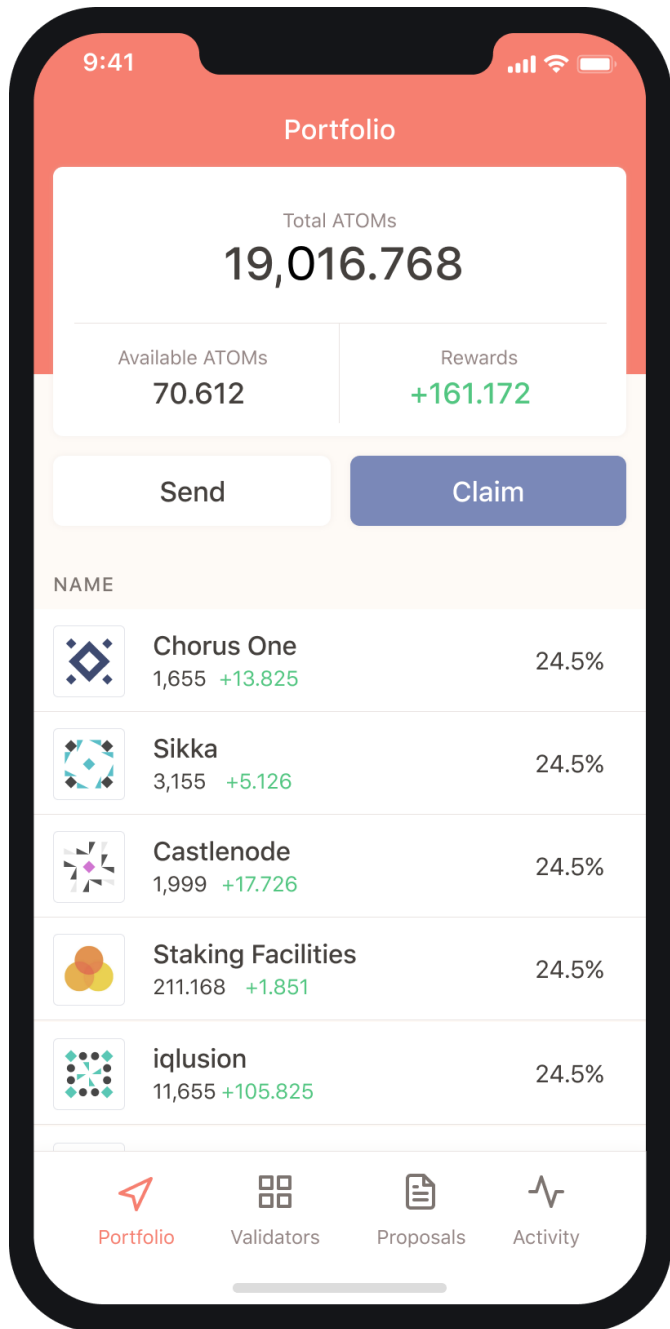 9:41
Portfolio
Total ATOMs
19,016.768
Available ATOMs
70.612
Rewards
+161.172
Send
Claim
NAME
Chorus One
1,655 +13.825
24.5%
Sikka
3,155 +5.126
24.5%
Castlenode
1,999 +17.726
24.5%
Staking Facilities
211.168 +1.851
24.5%
iqlusion
11,655 +105.825
24.5%
Portfolio
Validators
Proposals
Activity